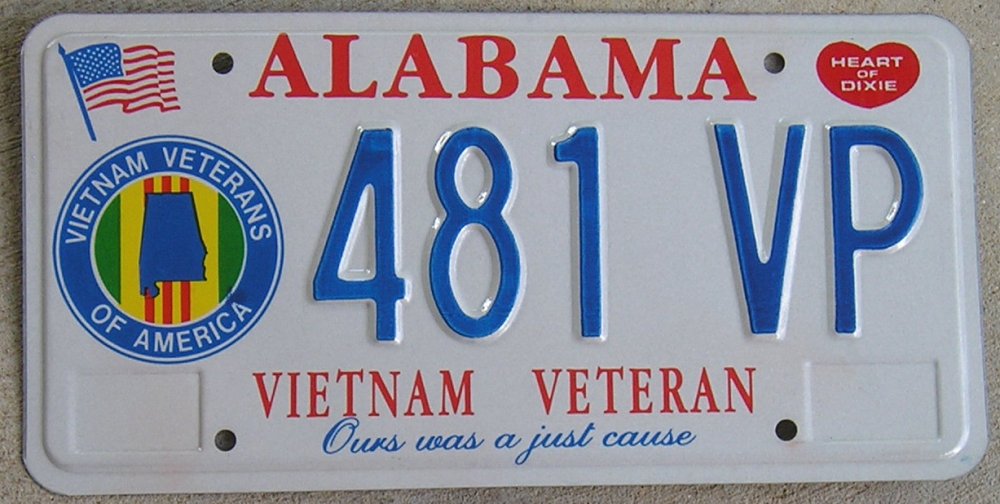 ALABAMA
HEART
OF
DIXIE
VIETNAM VETERANS
OF AMERICA
481 VP
VIETNAM VETERAN
Ours was a just cause